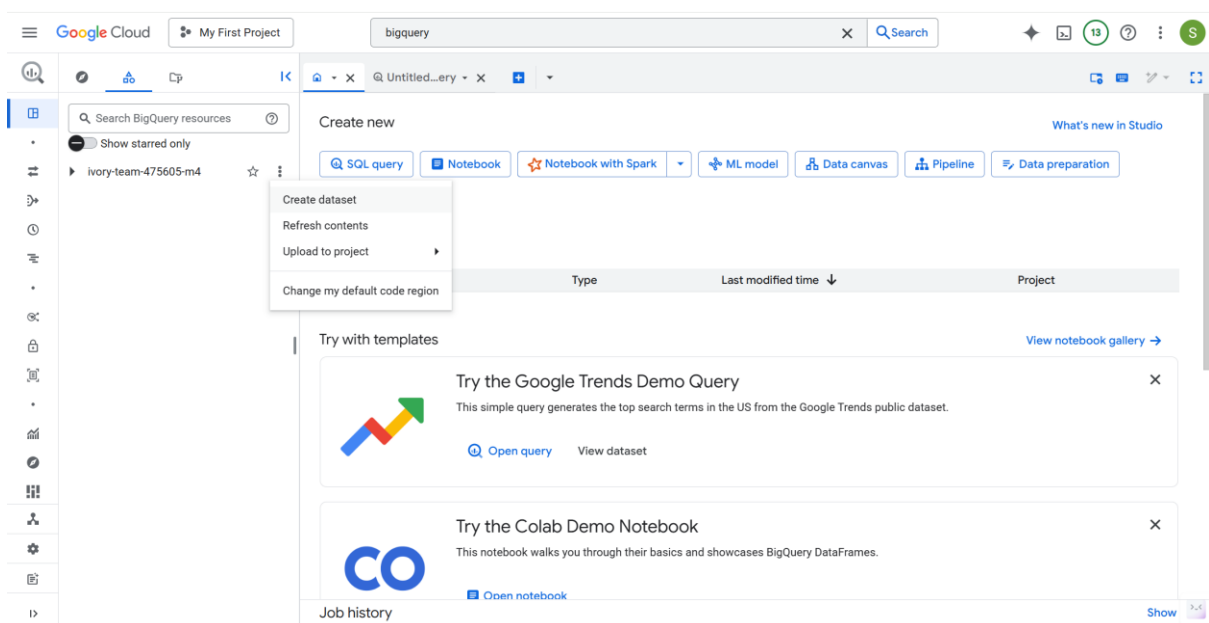 Google Cloud
My First Project
bigquery
Search
13
S
Untitled...ery
Search BigQuery resources
Show starred only
ivory-team-475605-m4
Create dataset
Refresh contents
Upload to project
Change my default code region
Create new
What's new in Studio
SQL query
Notebook
Notebook with Spark
ML model
Data canvas
Pipeline
Data preparation
Type
Last modified time
Project
Try with templates
View notebook gallery
Try the Google Trends Demo Query
This simple query generates the top search terms in the US from the Google Trends public dataset.
Open query
View dataset
Try the Colab Demo Notebook
This notebook walks you through their basics and showcases BigQuery DataFrames.
Open notebook
Job history
Show